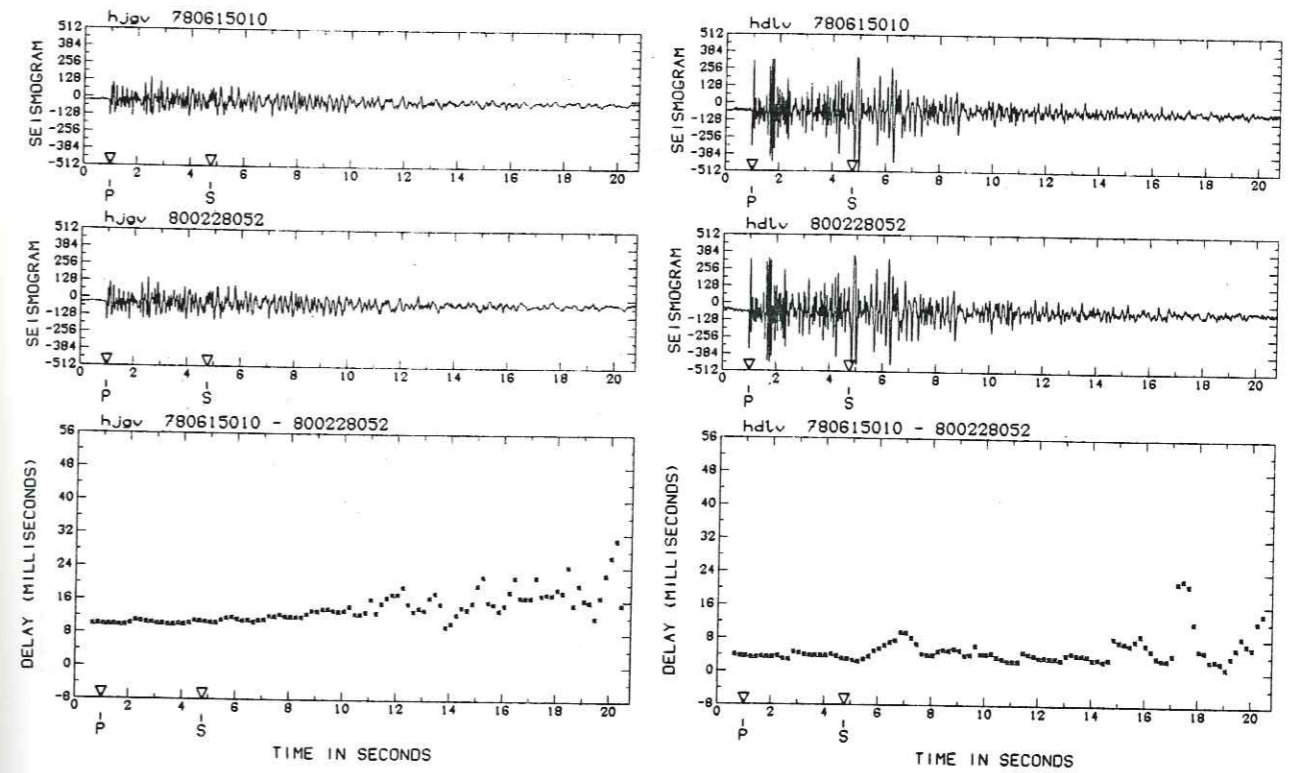 hjgv 780615010
512
384
256
128
0
-128
-256
-384
-512
SEISMOGRAM
0 2 4 6 8 10 12 14 16 18 20
P S
hjgv 800228052
512
384
256
128
0
-128
-256
-384
-512
SEISMOGRAM
0 2 4 6 8 10 12 14 16 18 20
P S
hjgv 780615010 - 800228052
56
48
40
32
24
16
8
0
-8
DELAY (MILLISECONDS)
0 2 4 6 8 10 12 14 16 18 20
P S
TIME IN SECONDS
hdlv 780615010
512
384
256
128
0
-128
-256
-384
-512
SEISMOGRAM
0 2 4 6 8 10 12 14 16 18 20
P S
hdlv 800228052
512
384
256
128
0
-128
-256
-384
-512
SEISMOGRAM
0 2 4 6 8 10 12 14 16 18 20
P S
hdlv 780615010 - 800228052
56
48
40
32
24
16
8
0
-8
DELAY (MILLISECONDS)
0 2 4 6 8 10 12 14 16 18 20
P S
TIME IN SECONDS